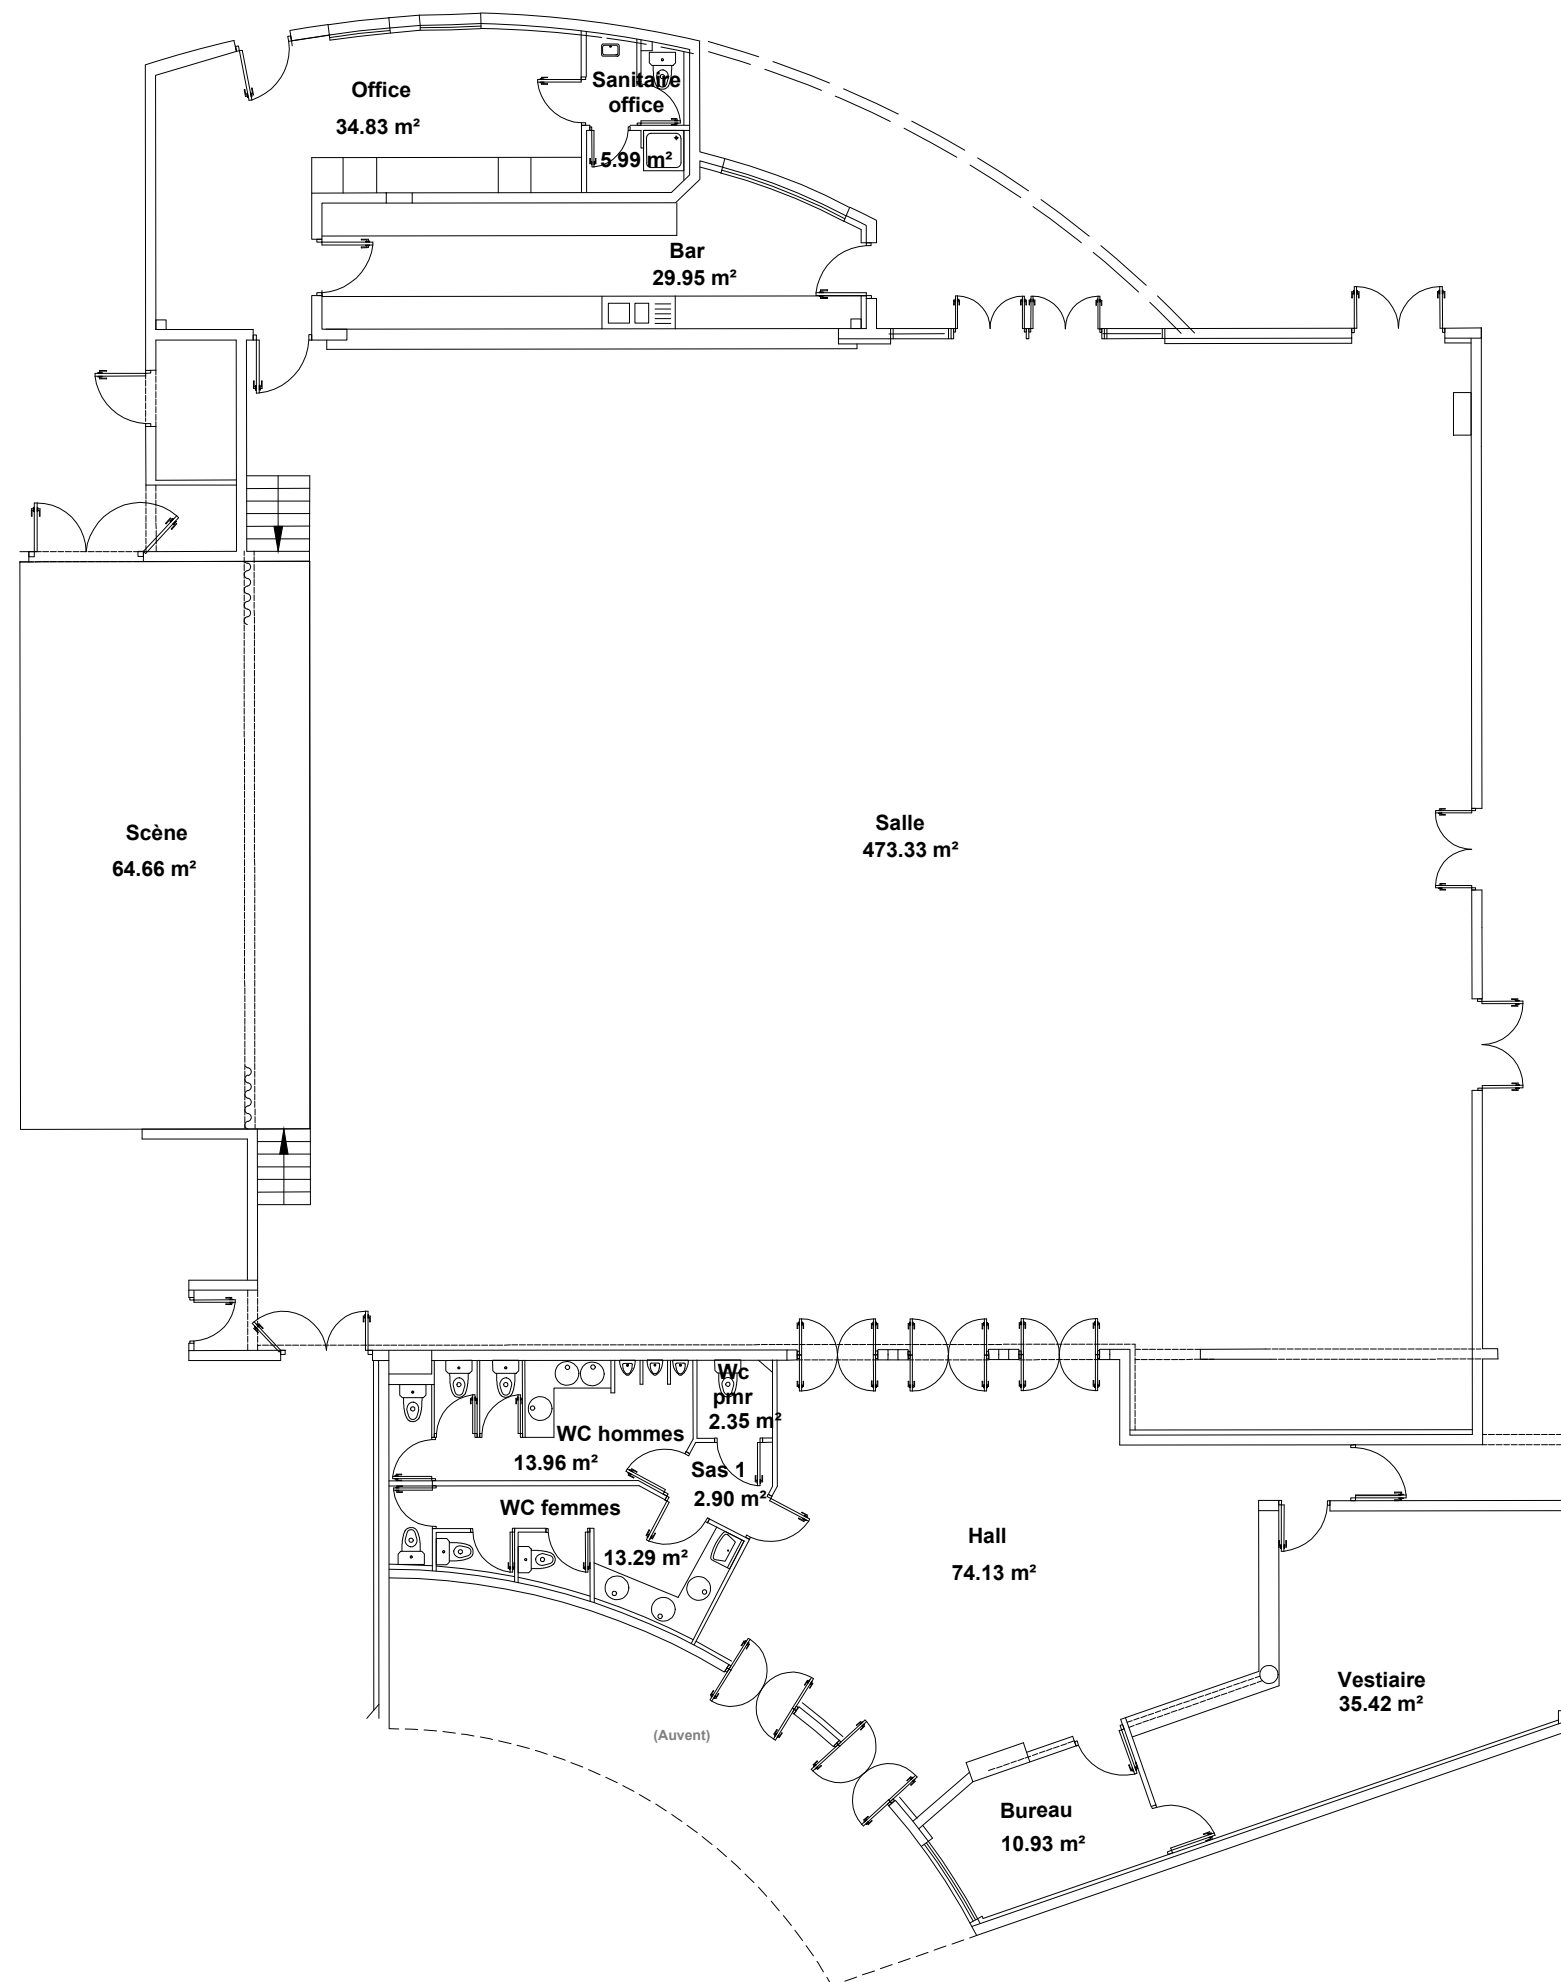 Office
34.83 m²
Sanitaire
office
5.99 m²
Bar
29.95 m²
Scène
64.66 m²
Salle
473.33 m²
Wc
pmr
2.35 m²
WC hommes
13.96 m²
Sas 1
2.90 m²
WC femmes
13.29 m²
Hall
74.13 m²
Vestiaire
35.42 m²
(Auvent)
Bureau
10.93 m²